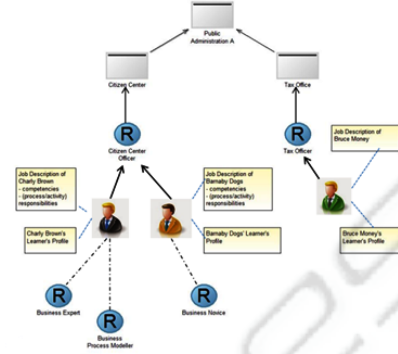 Public
Administration A
Citizen Center
Tax Office
R
Citizen Center
Officer
R
Tax Officer
Job Description of
Bruce Money
Job Description of
Charly Brown
- competencies
- (process/activity)
responsibilities
Job Description of
Barnaby Dogs
- competencies
- (process/activity)
responsibilities
Charly Brown's
Learner's Profile
Barnaby Dogs' Learner's
Profile
Bruce Money's
Learner's Profile
R
Business Expert
R
Business
Process Modeller
R
Business Novice